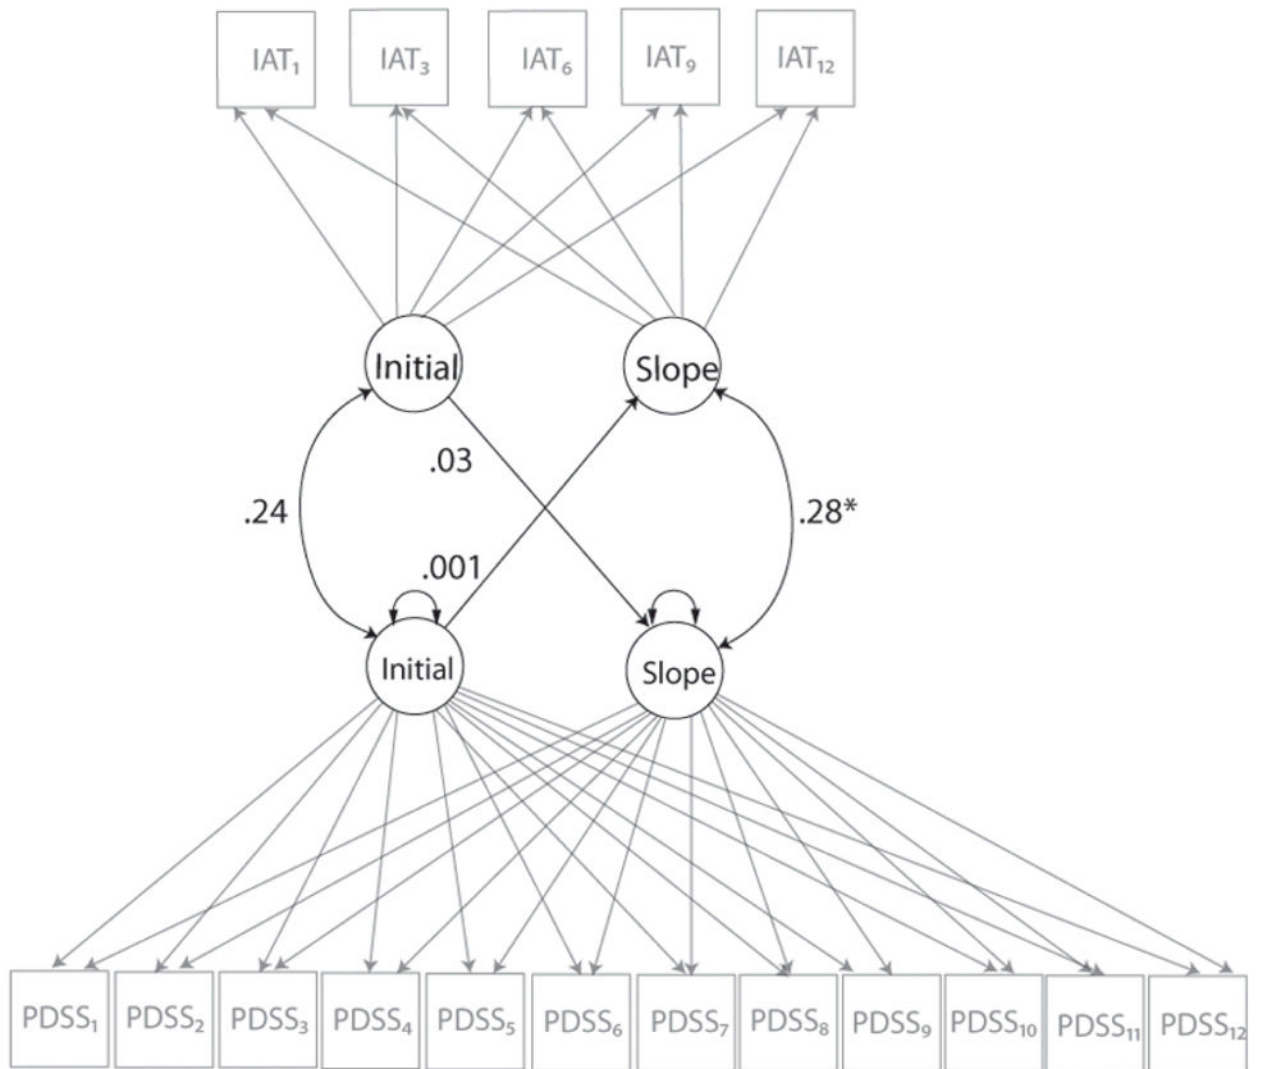 IAT₁ IAT₃ IAT₆ IAT₉ IAT₁₂
Initial Slope
.03
.24 .28*
.001
Initial Slope
PDSS₁ PDSS₂ PDSS₃ PDSS₄ PDSS₅ PDSS₆ PDSS₇ PDSS₈ PDSS₉ PDSS₁₀ PDSS₁₁ PDSS₁₂